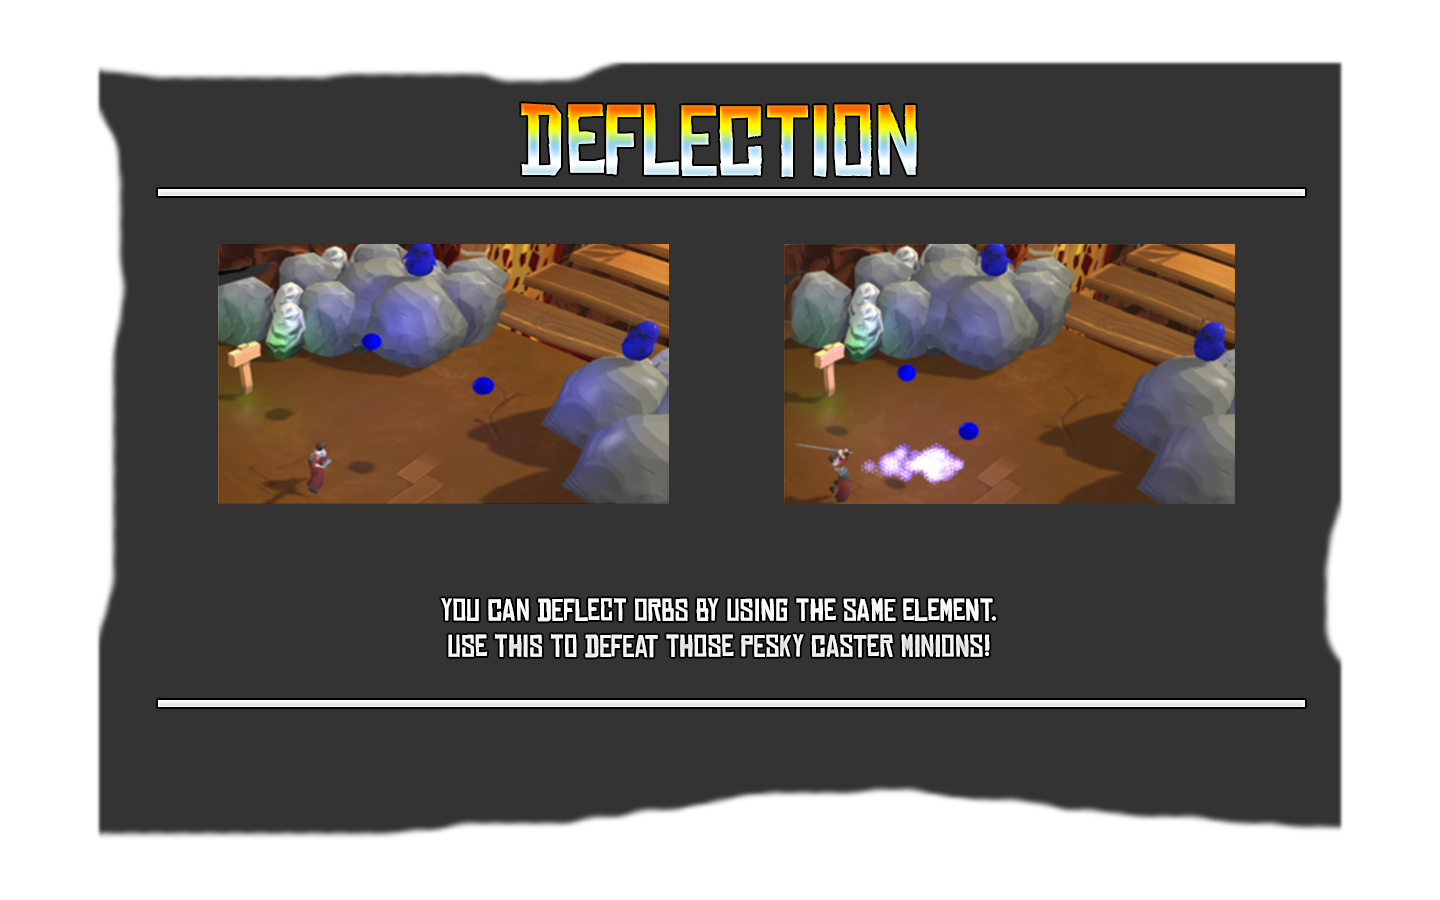 DEFLECTION
YOU CAN DEFLECT ORBS BY USING THE SAME ELEMENT.
USE THIS TO DEFEAT THOSE PESKY CASTER MINIONS!